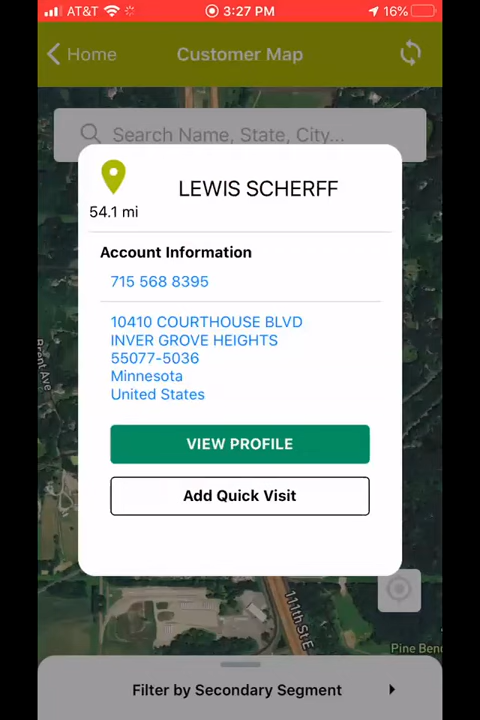 AT&T 3:27 PM 16%
Home Customer Map
Search Name, State, City...
LEWIS SCHERFF
54.1 mi
Account Information
715 568 8395
10410 COURTHOUSE BLVD
INVER GROVE HEIGHTS
55077-5036
Minnesota
United States
VIEW PROFILE
Add Quick Visit
Brent Ave
111th St E
Pine Bend
Filter by Secondary Segment